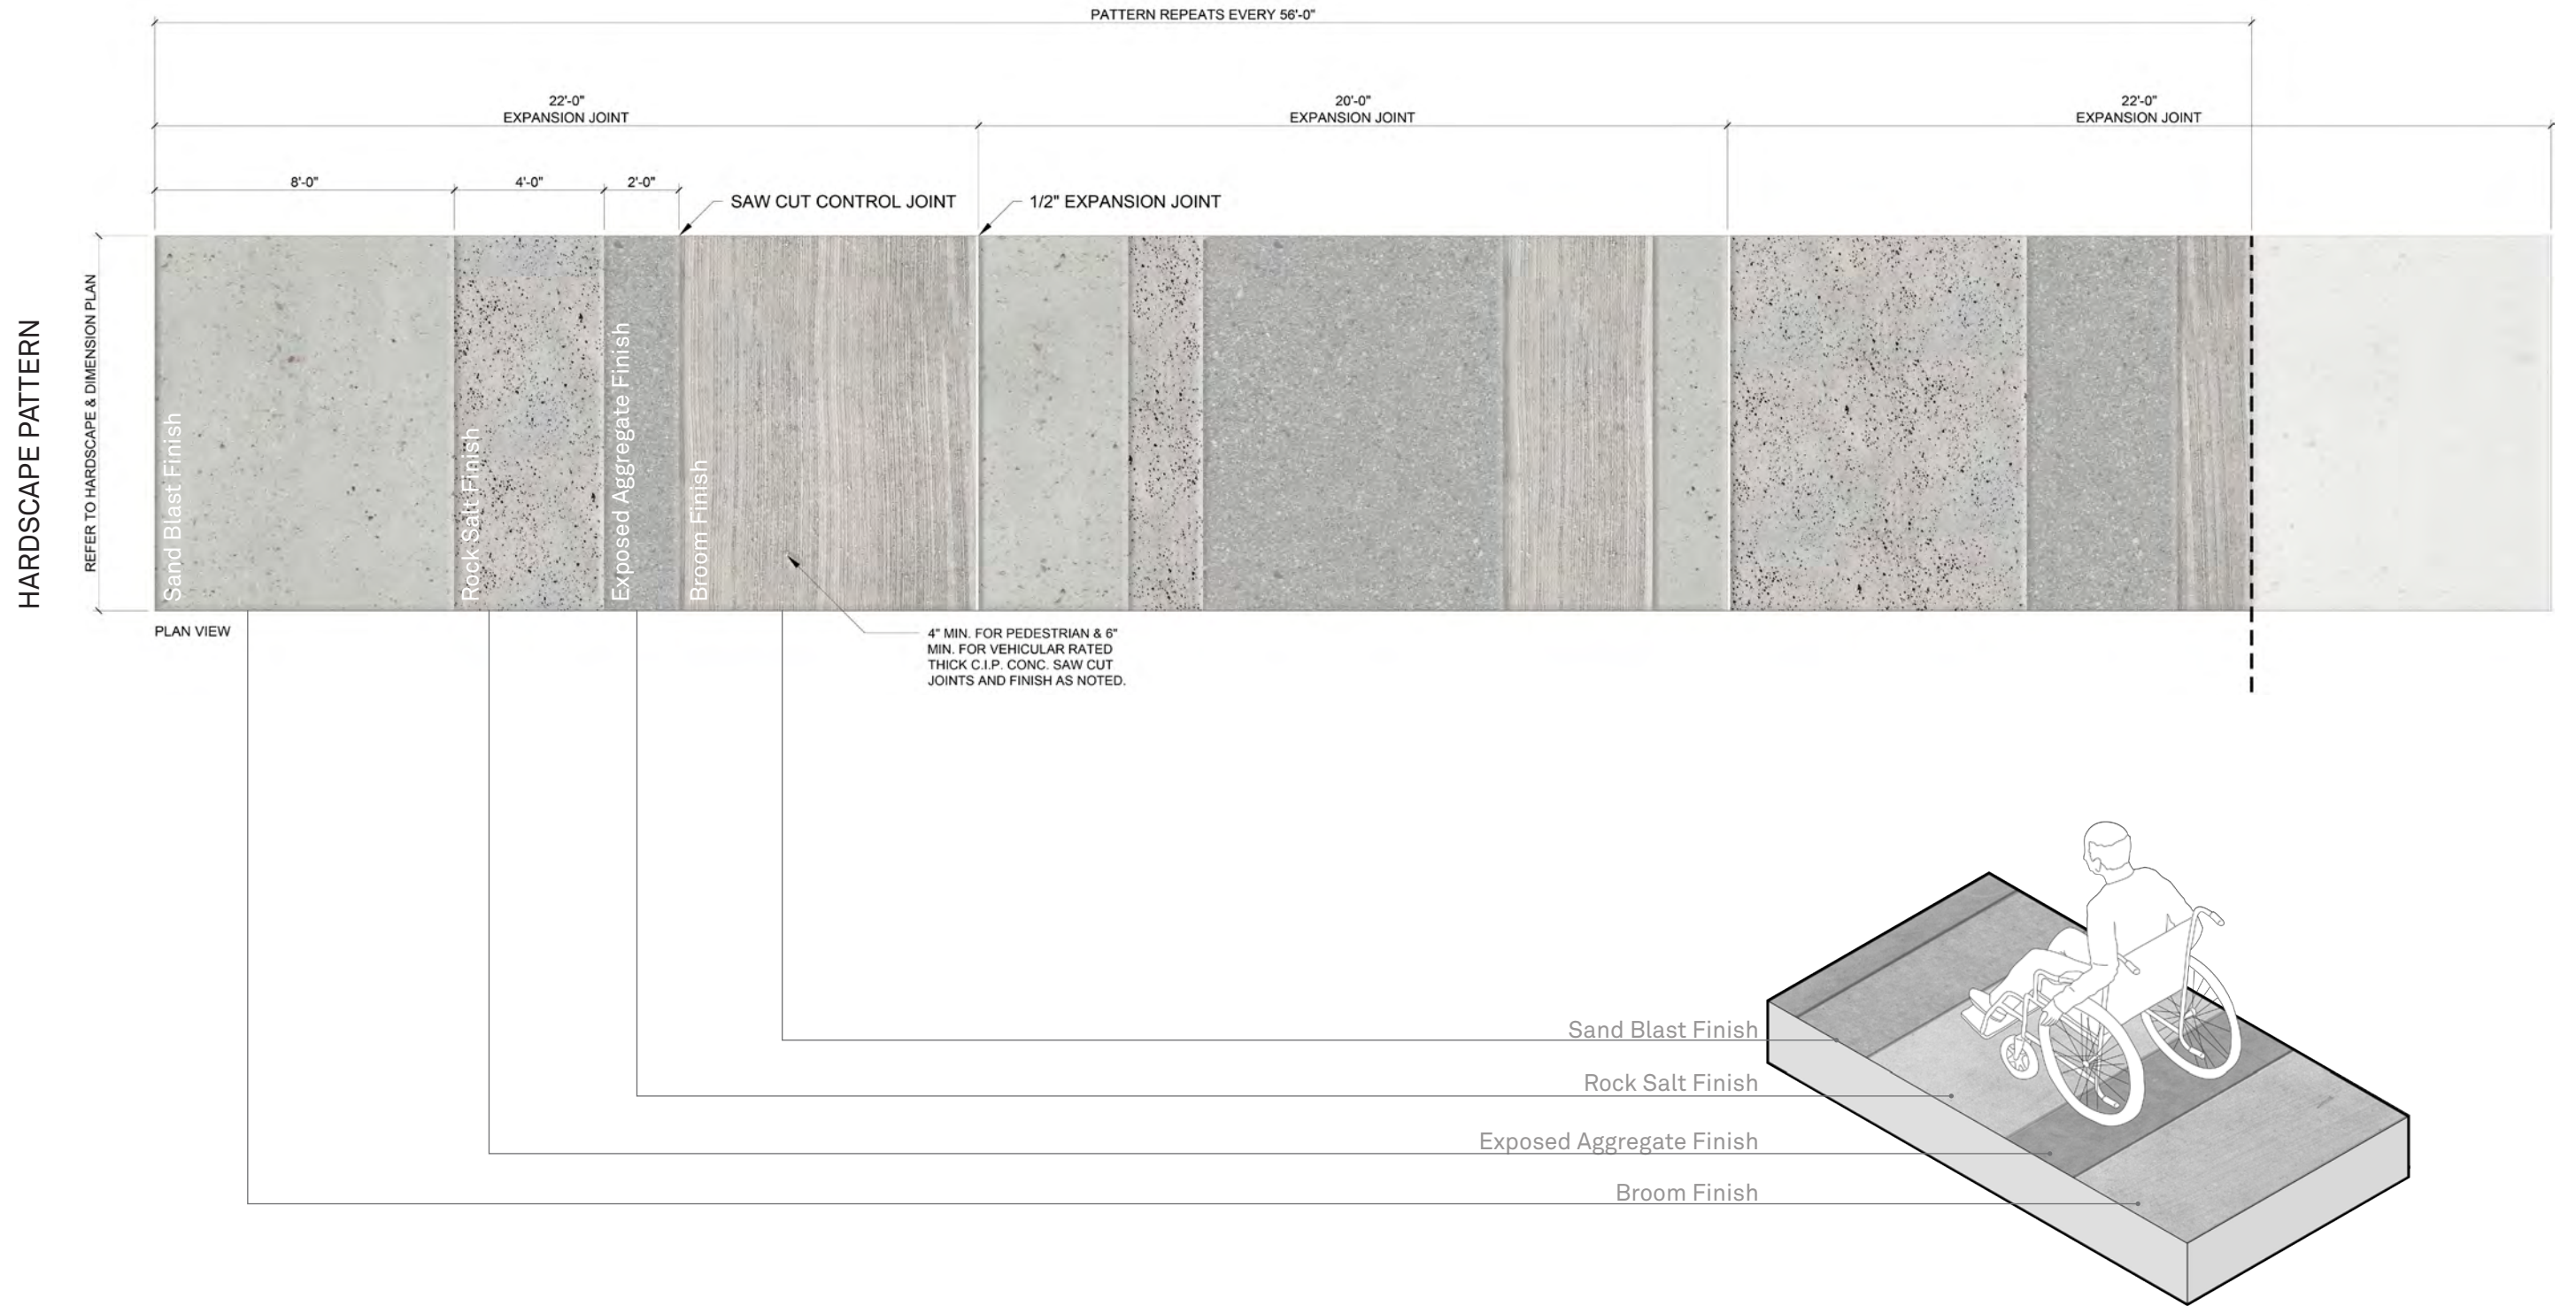 PATTERN REPEATS EVERY 56'-0"
22'-0"
EXPANSION JOINT
20'-0"
EXPANSION JOINT
22'-0"
EXPANSION JOINT
8'-0"
4'-0"
2'-0"
SAW CUT CONTROL JOINT
1/2" EXPANSION JOINT
HARDSCAPE PATTERN
REFER TO HARDSCAPE & DIMENSION PLAN
Sand Blast Finish
Rock Salt Finish
Exposed Aggregate Finish
Broom Finish
PLAN VIEW
4" MIN. FOR PEDESTRIAN & 6"
MIN. FOR VEHICULAR RATED
THICK C.I.P. CONC. SAW CUT
JOINTS AND FINISH AS NOTED.
Sand Blast Finish
Rock Salt Finish
Exposed Aggregate Finish
Broom Finish